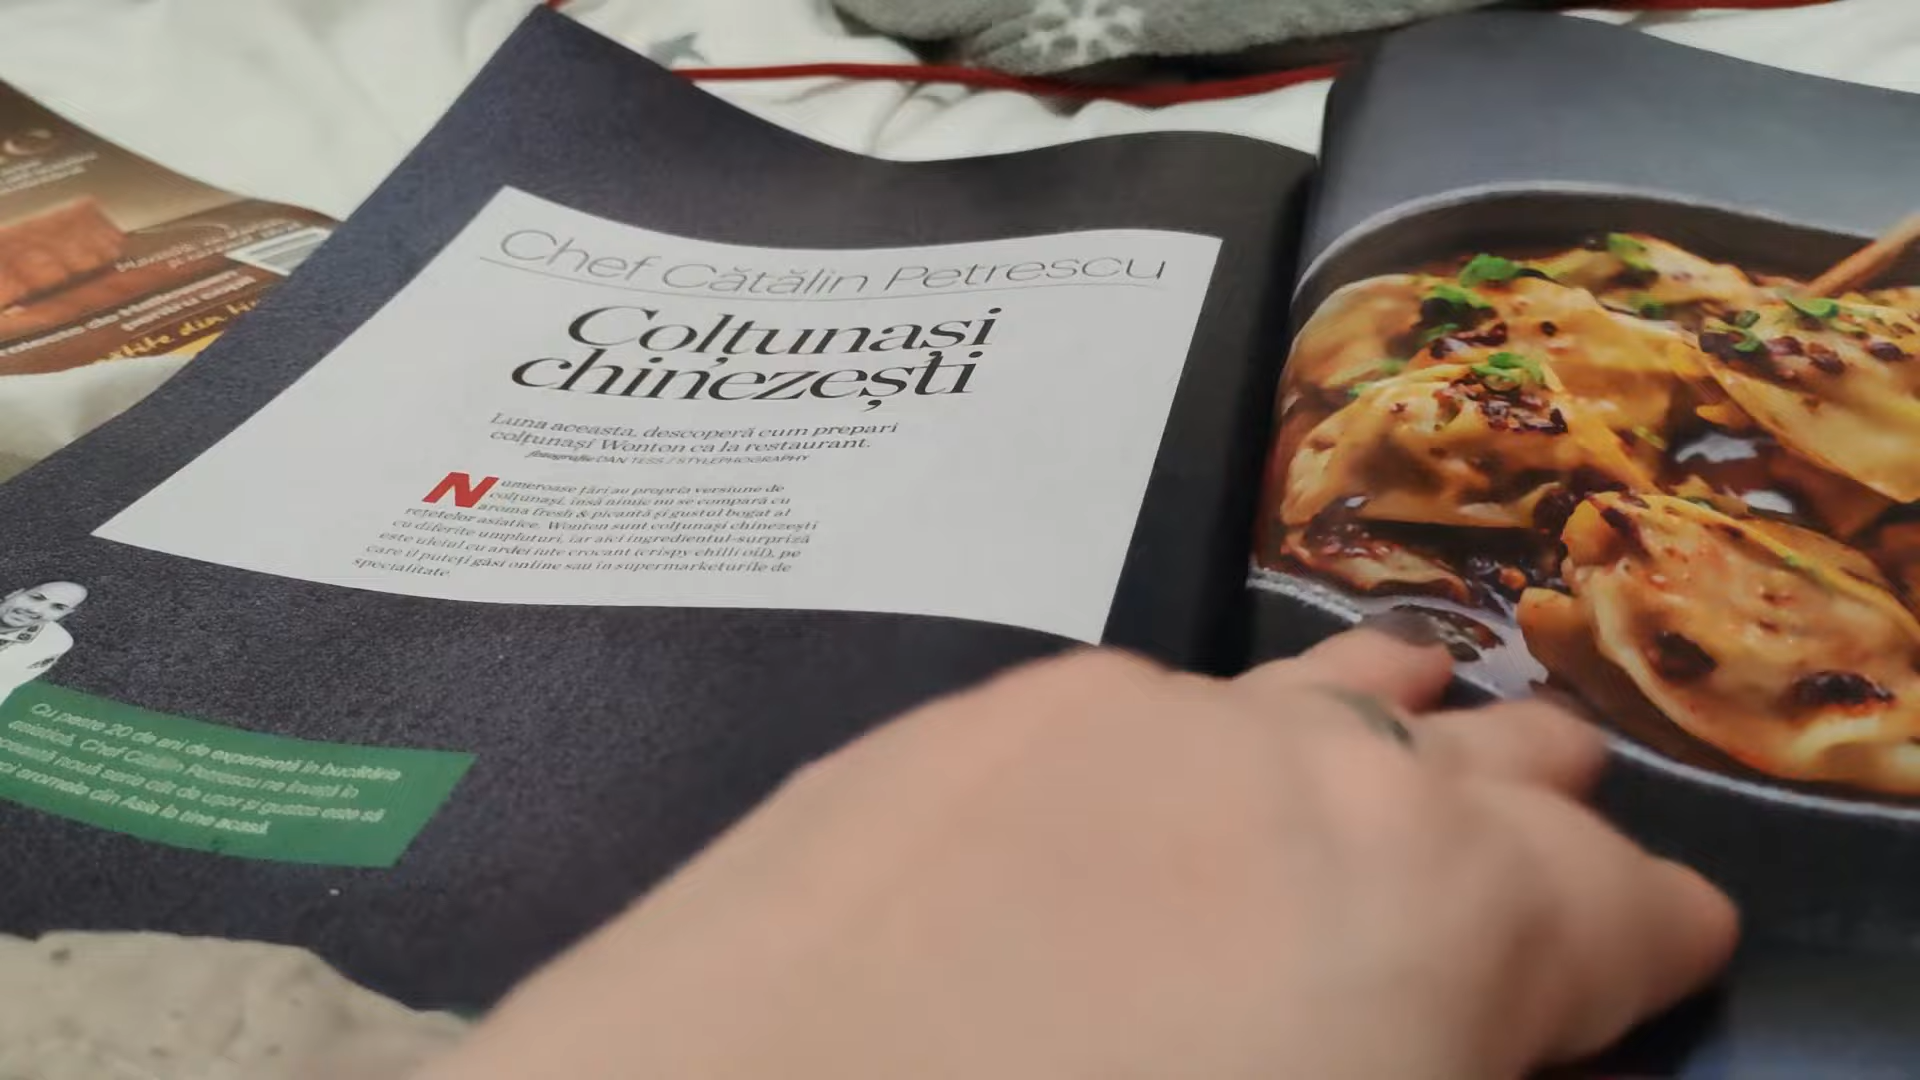 Chef Cătălin Petrescu
Colțunași
chinezești
Luna aceasta, descoperă cum prepari
colțunași Wonton ca la restaurant.
fotografie DAN TESS / STYLEPHOGRAPHY
Numeroase țări au propria versiune de
colțunași, însă nimic nu se compară cu
aroma fresh & picantă și gustul bogat al
rețetelor asiatice. Wonton sunt colțunași chinezești
cu diferite umpluturi, iar aici ingredientul-surpriză
este uleiul cu ardei iute crocant (crispy chilli oil), pe
care îl puteți găsi online sau în supermarketurile de
specialitate.
Cu peste 20 de ani de experiență în bucătăria
asiatică, Chef Cătălin Petrescu ne învață în
această nouă serie cât de ușor și gustos este să
aromele din Asia la tine acasă.
de Halloween
pentru copii
din